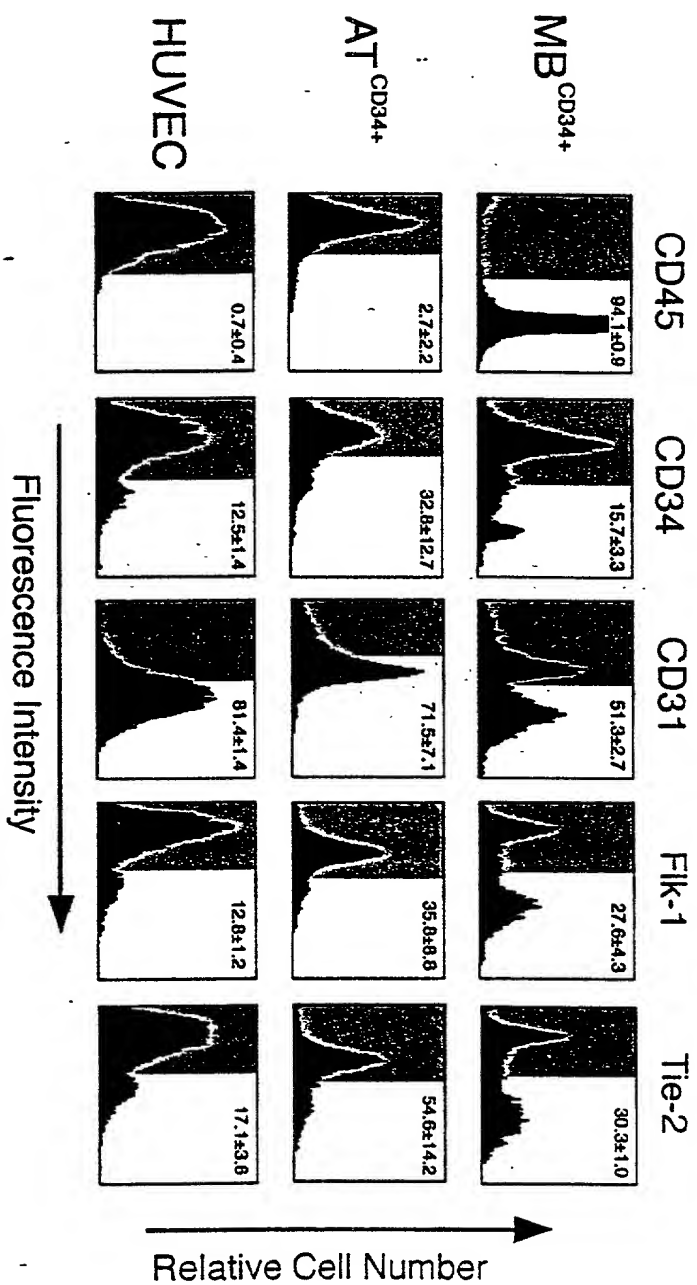 CD45 CD34 CD31 Flk-1 Tie-2
MB CD34+ 94.1±0.9 15.7±3.3 51.3±2.7 27.6±4.3 30.3±1.0
AT CD34+ 2.7±2.2 32.8±12.7 71.5±7.1 35.8±8.8 54.6±14.2
HUVEC 0.7±0.4 12.5±1.4 81.4±1.4 12.8±1.2 17.1±3.6
Fluorescence Intensity
Relative Cell Number